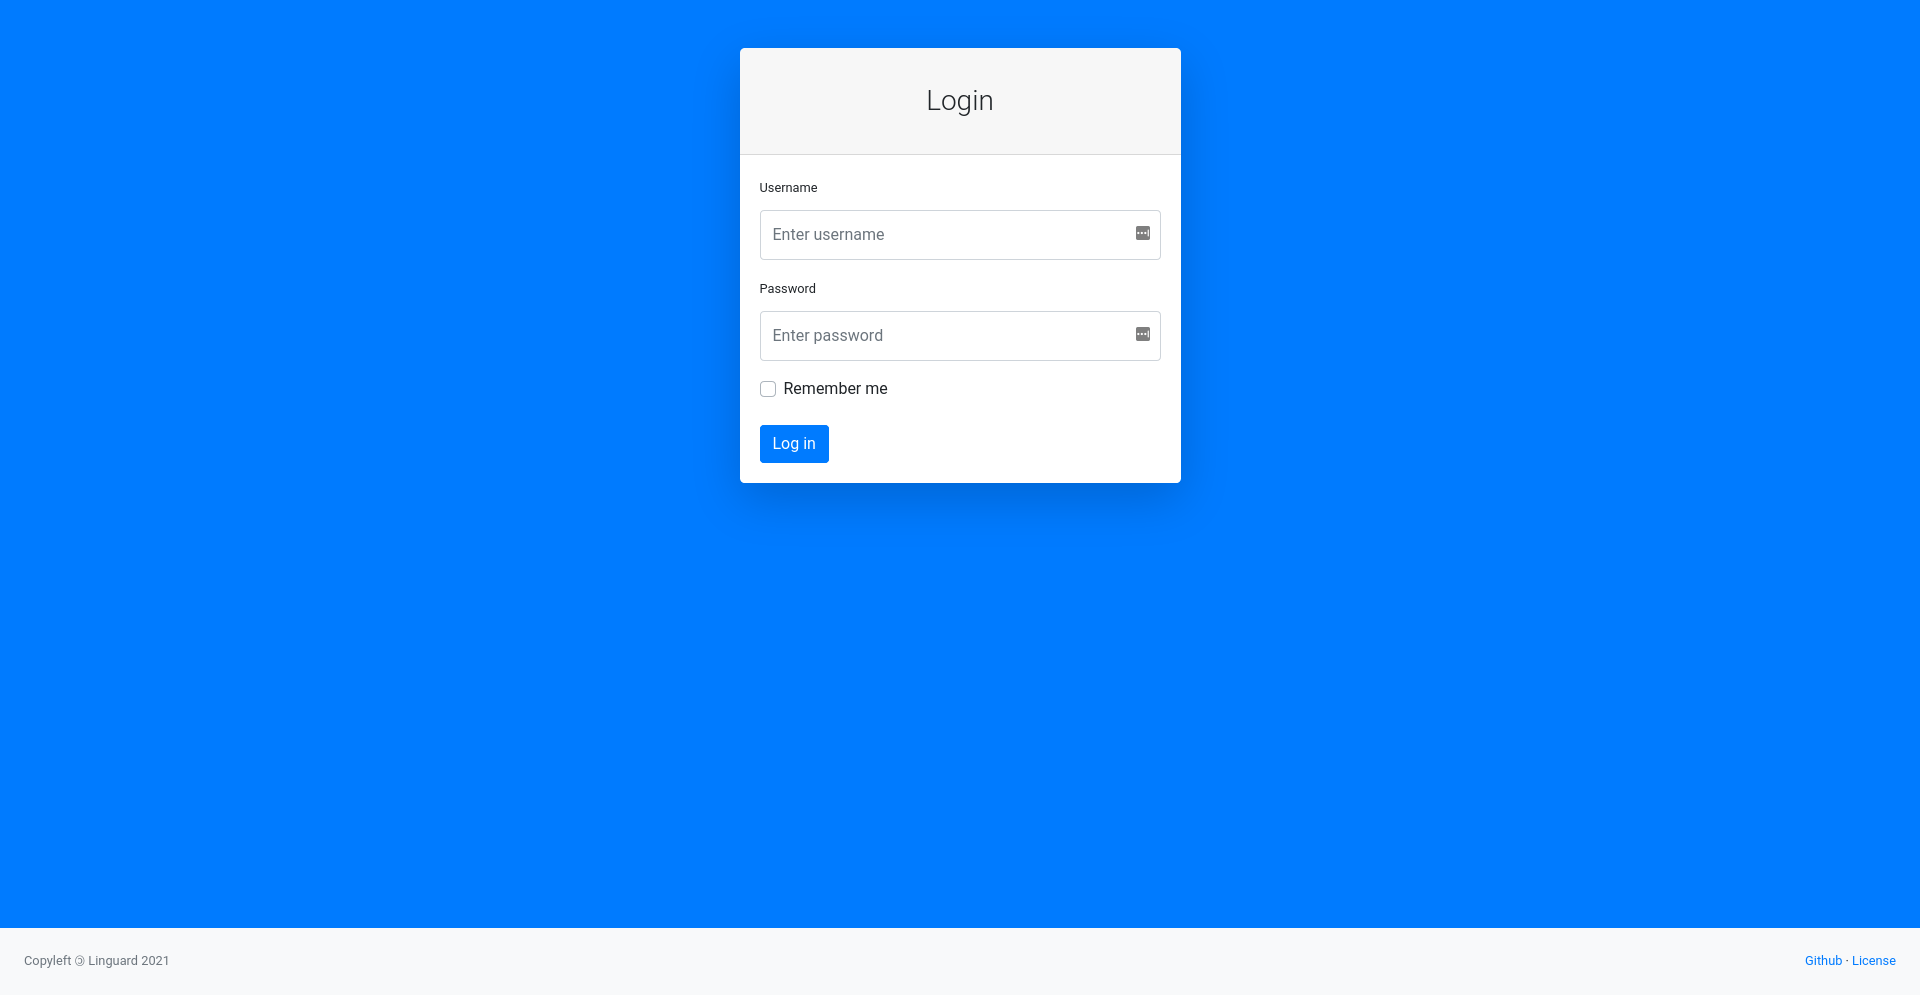 Login
Username
Enter username
Password
Enter password
Remember me
Log in
Copyleft 🄯 Linguard 2021
Github · License